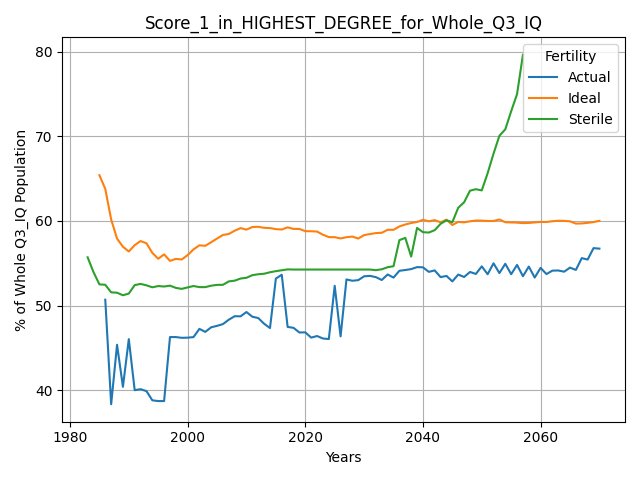 Score_1_in_HIGHEST_DEGREE_for_Whole_Q3_IQ
% of Whole Q3_IQ Population
80
70
60
50
40
1980
2000
2020
2040
2060
Years
Fertility
Actual
Ideal
Sterile